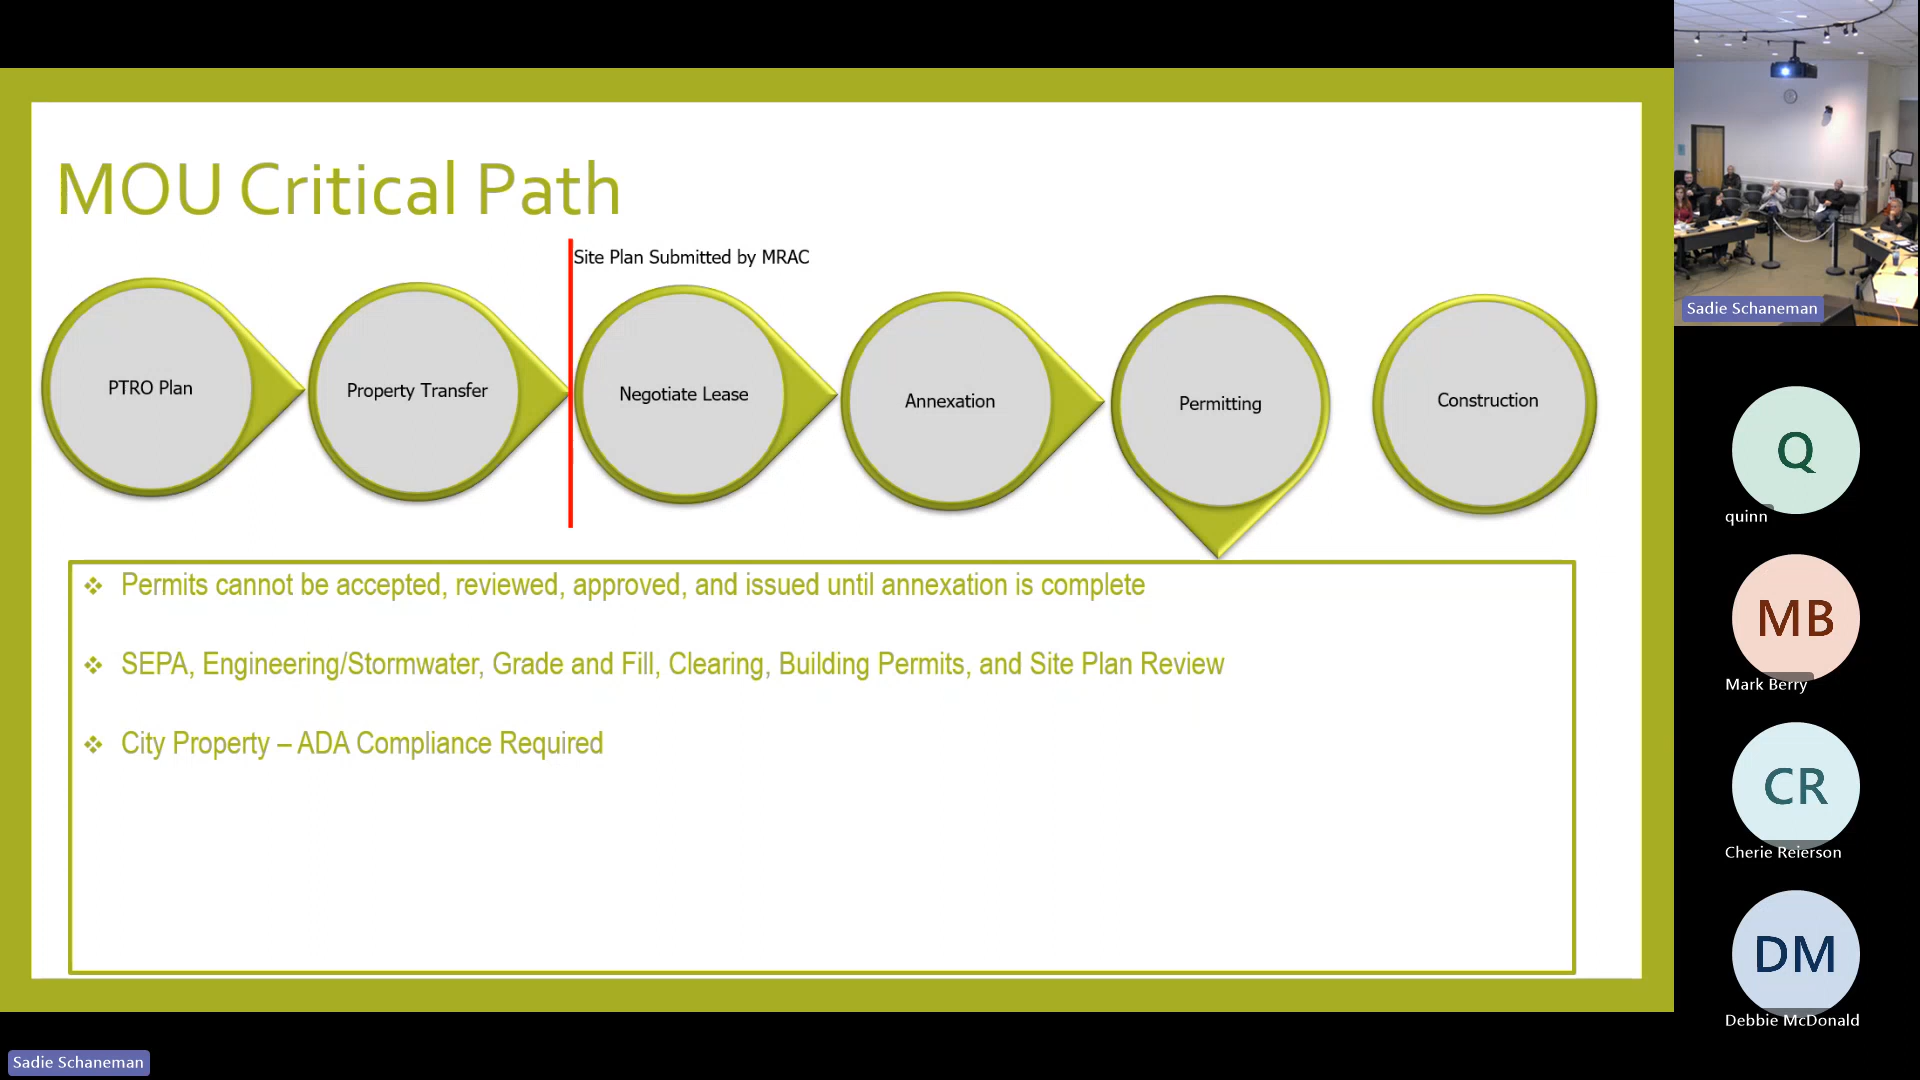 MOU Critical Path
Site Plan Submitted by MRAC
PTRO Plan
Property Transfer
Negotiate Lease
Annexation
Permitting
Construction
❖ Permits cannot be accepted, reviewed, approved, and issued until annexation is complete
❖ SEPA, Engineering/Stormwater, Grade and Fill, Clearing, Building Permits, and Site Plan Review
❖ City Property – ADA Compliance Required
Sadie Schaneman
Sadie Schaneman
Q
quinn
MB
Mark Berry
CR
Cherie Reierson
DM
Debbie McDonald